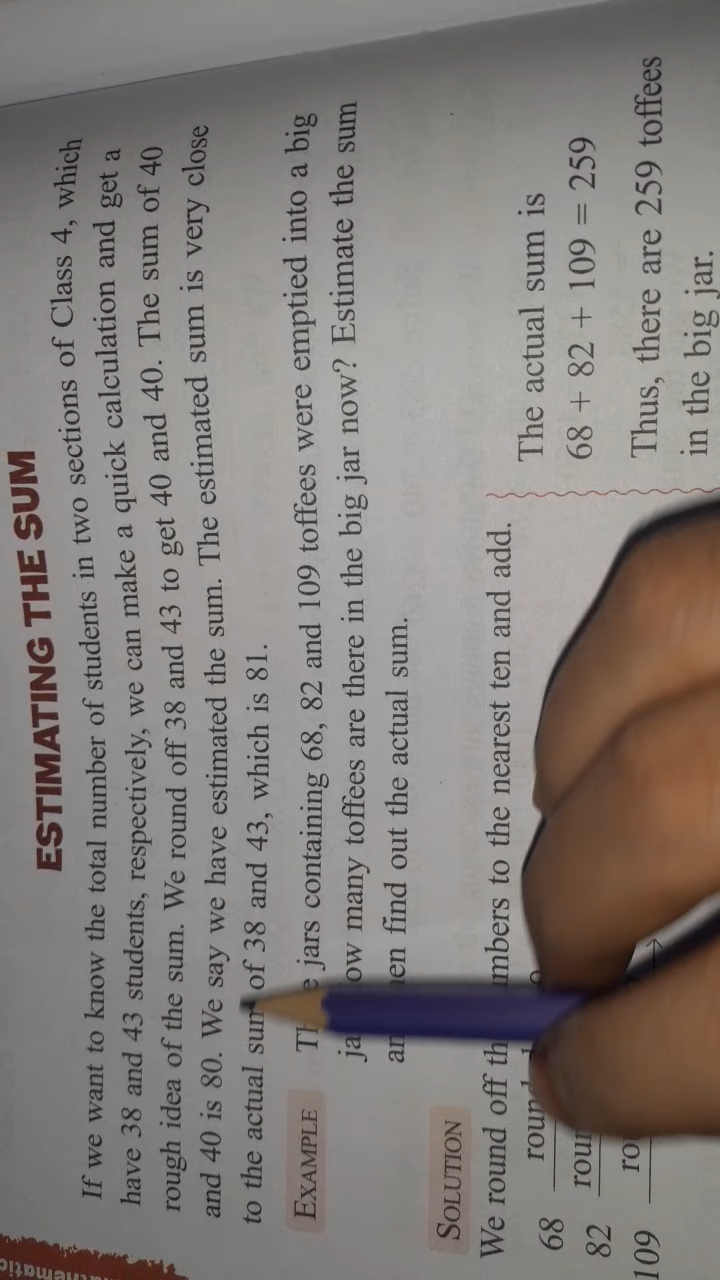 ESTIMATING THE SUM
If we want to know the total number of students in two sections of Class 4, which
have 38 and 43 students, respectively, we can make a quick calculation and get a
rough idea of the sum. We round off 38 and 43 to get 40 and 40. The sum of 40
and 40 is 80. We say we have estimated the sum. The estimated sum is very close
to the actual sum of 38 and 43, which is 81.
EXAMPLE
jars containing 68, 82 and 109 toffees were emptied into a big
many toffees are there in the big jar now? Estimate the sum
find out the actual sum.
SOLUTION
We round off the numbers to the nearest ten and add.
68
82
109
The actual sum is
68 + 82 + 109 = 259
Thus, there are 259 toffees
in the big jar.